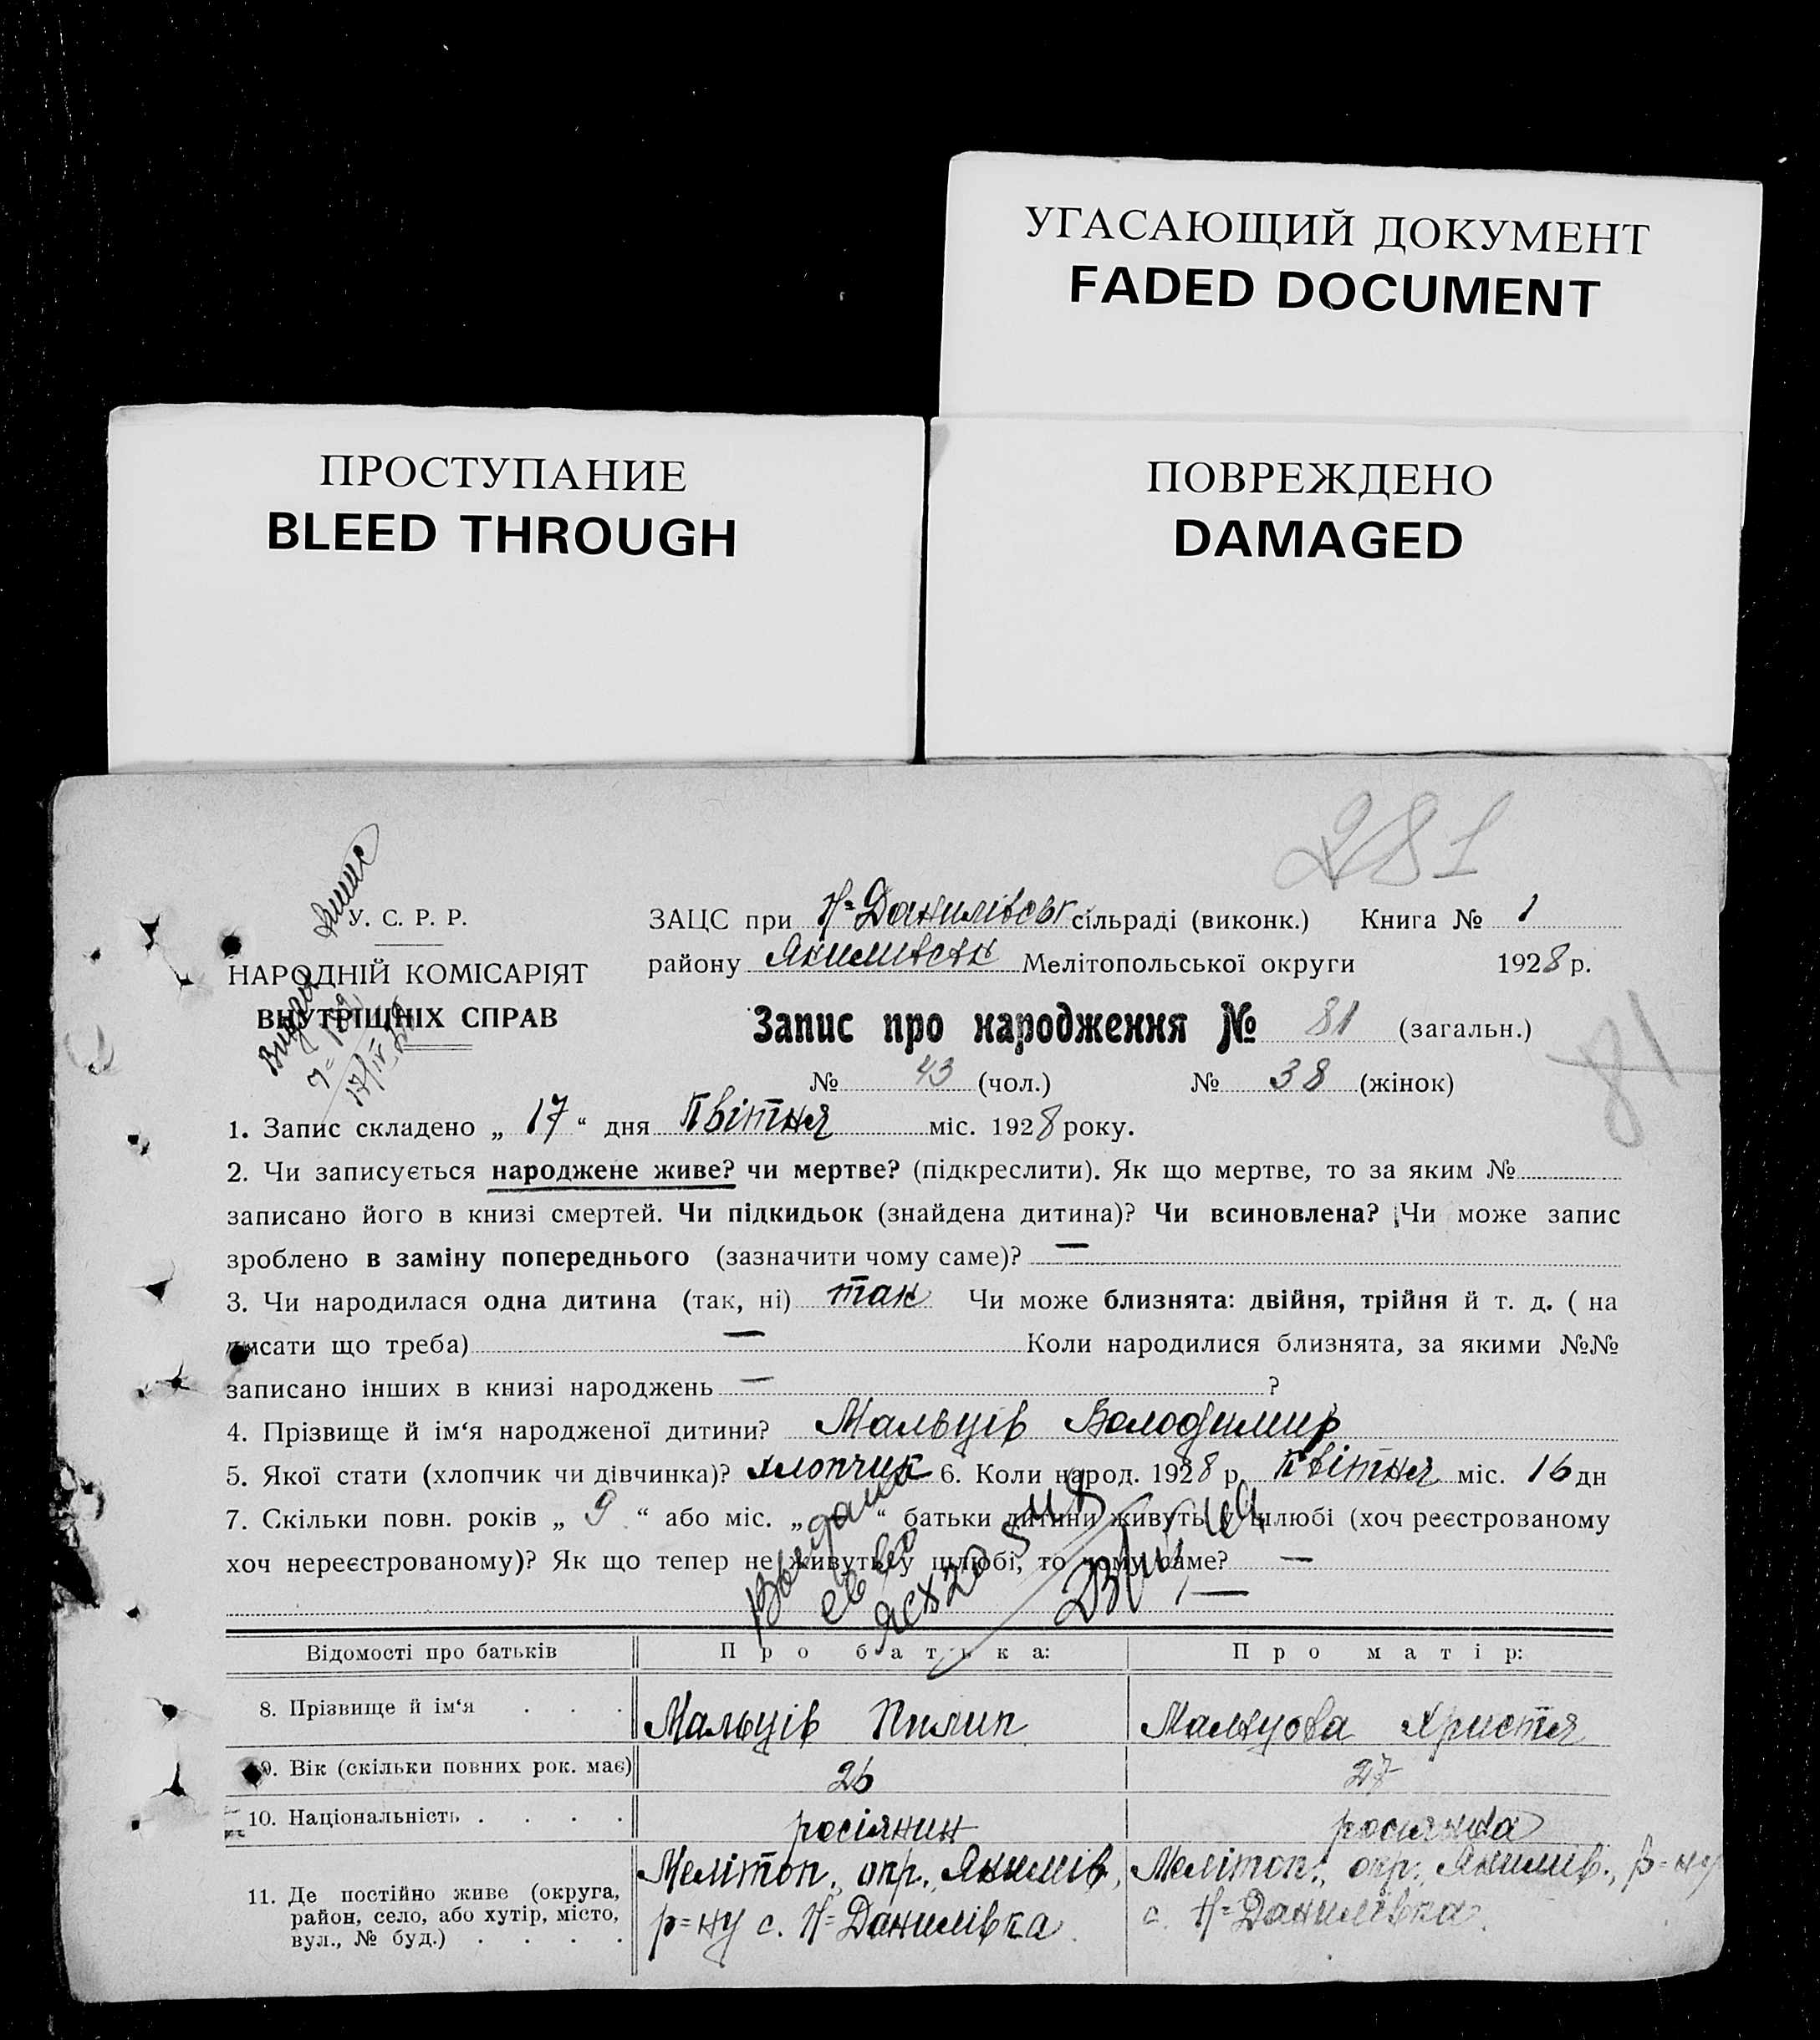 УГАСАЮЩИЙ ДОКУМЕНТ
FADED DOCUMENT
ПРОСТУПАНИЕ
BLEED THROUGH
ПОВРЕЖДЕНО
DAMAGED
281
У. С. Р. Р.
НАРОДНІЙ КОМІСАРІЯТ
ВНУТРІШНІХ СПРАВ
ЗАЦС при Н=Данилівськ сільраді (виконк.) Книга № 1
району Якимівськ Мелітопольської округи 1928 р.
Запис про народження № 81 (загальн.)
81
№ 43 (чол.) № 38 (жінок)
1. Запис складено „ 17 “ дня Квітня міс. 1928 року.
2. Чи записується народжене живе? чи мертве? (підкреслити). Як що мертве, то за яким №
записано його в книзі смертей. Чи підкидьок (знайдена дитина)? Чи всиновлена? Чи може запис
зроблено в заміну попереднього (зазначити чому саме)? —
3. Чи народилася одна дитина (так, ні) так Чи може близнята: двійня, трійня й т. д. ( на
писати що треба) — Коли народилися близнята, за якими №№
записано інших в книзі народжень — ?
4. Прізвище й ім‘я народженої дитини? Мальців Володимир
5. Якої стати (хлопчик чи дівчинка)? хлопчик 6. Коли народ. 1928 р. Квітня міс. 16 дн
7. Скільки повн. років „ 9 “ або міс. „ “ батьки дитини живуть у шлюбі (хоч реєстрованому
хоч нереєстрованому)? Як що тепер не живуть у шлюбі, то чому саме? —
—
Відомості про батьків Про батька: Про матір:
8. Прізвище й ім‘я . . . Мальців Пилип Мальцова Христя
9. Вік (скільки повних рок. має) 26 27
10. Національність . . . . росіянин росіянка
11. Де постійно живе (округа, район, село, або хутір, місто, вул., № буд.) . . . .
Мелітоп., окр., Якимів,
р=ну с. Н=Данилівка.
Мелітоп., окр., Якимів., р=ну
с. Н=Данилівка.